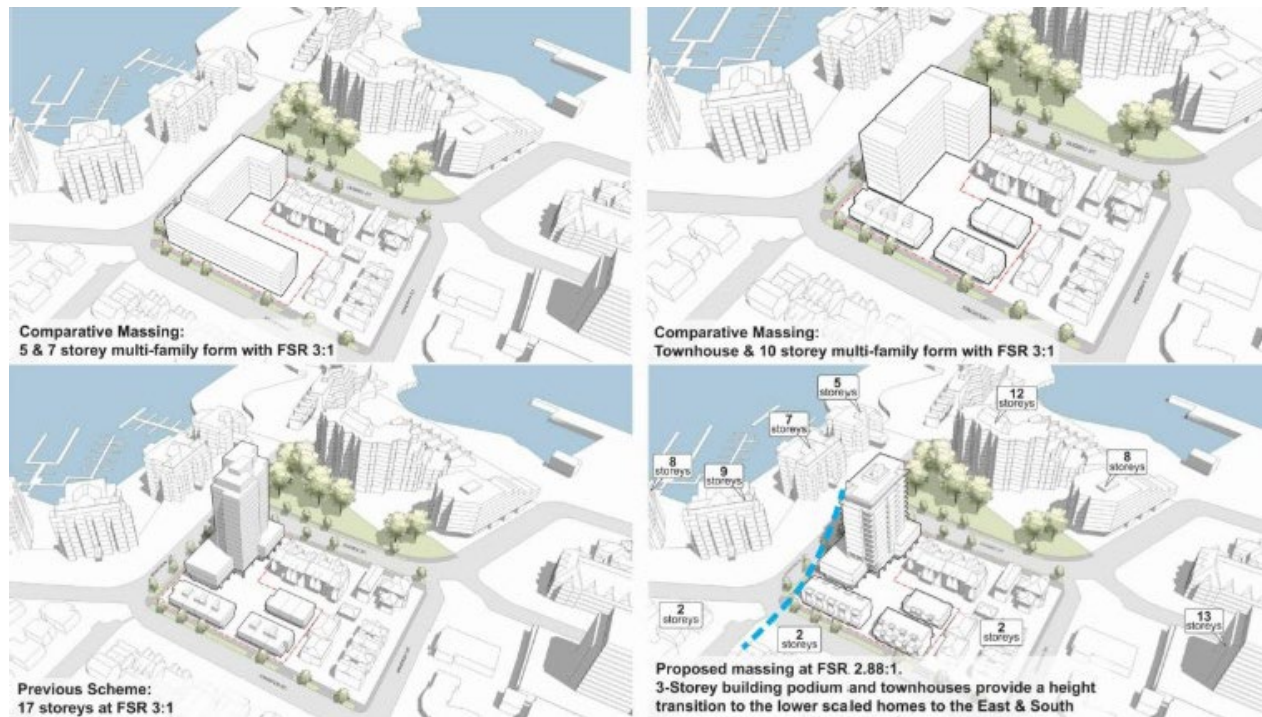 Comparative Massing:
5 & 7 storey multi-family form with FSR 3:1
Comparative Massing:
Townhouse & 10 storey multi-family form with FSR 3:1
Previous Scheme:
17 storeys at FSR 3:1
5
storeys
12
storeys
7
storeys
8
storeys
9
storeys
8
storeys
2
storeys
2
storeys
2
storeys
13
storeys
Proposed massing at FSR 2.88:1.
3-Storey building podium and townhouses provide a height
transition to the lower scaled homes to the East & South